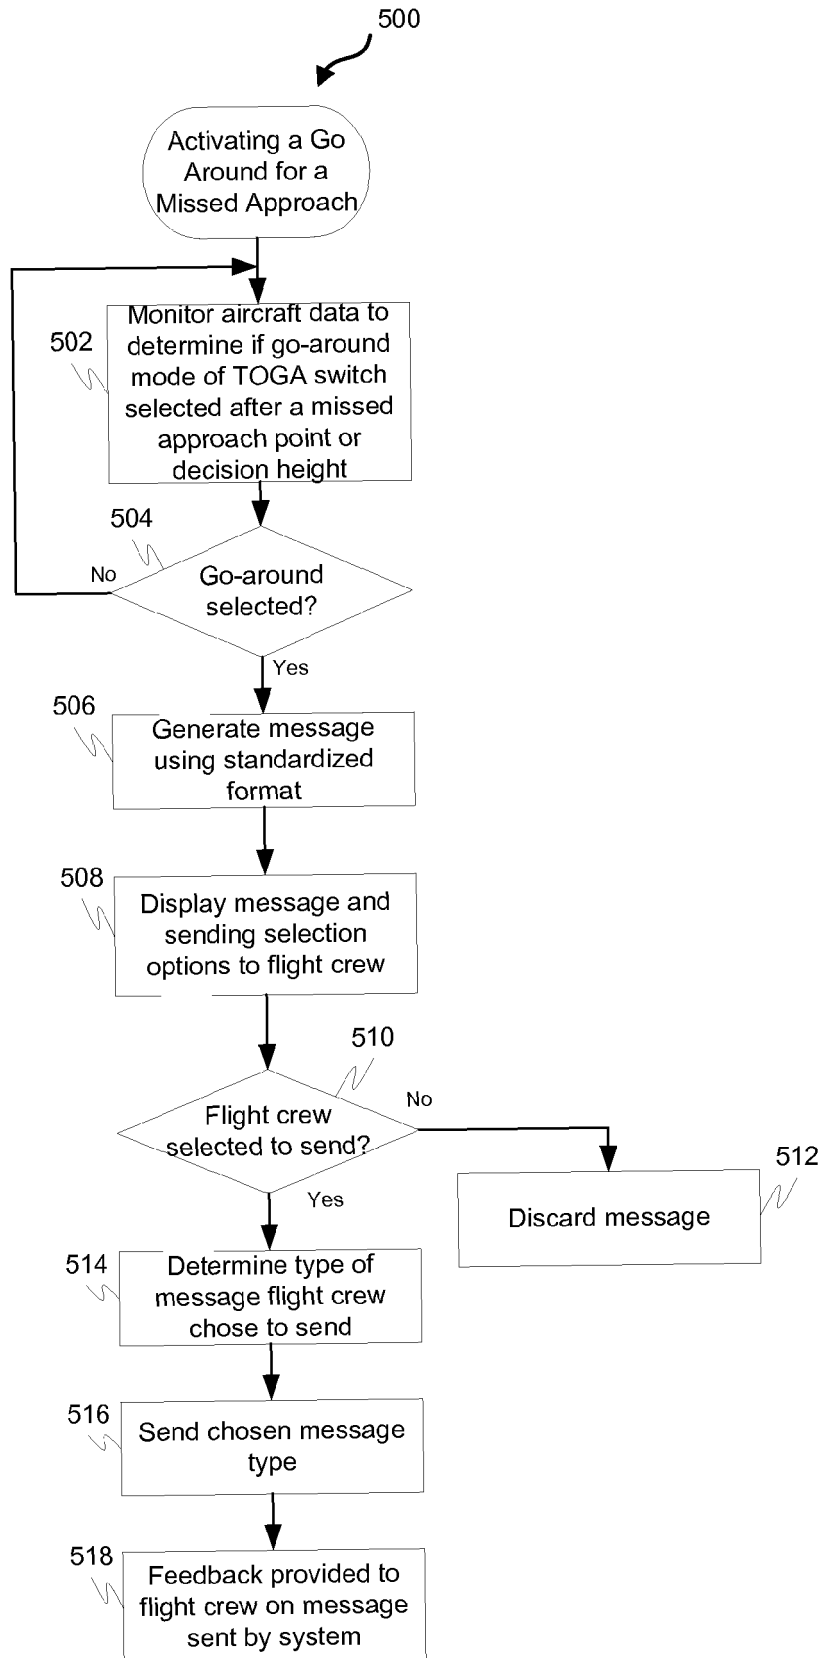 500
Activating a Go
Around for a
Missed Approach
502
Monitor aircraft data to
determine if go-around
mode of TOGA switch
selected after a missed
approach point or
decision height
504
No
Go-around
selected?
Yes
506
Generate message
using standardized
format
508
Display message and
sending selection
options to flight crew
510
No
Flight crew
selected to send?
Yes
512
Discard message
514
Determine type of
message flight crew
chose to send
516
Send chosen message
type
518
Feedback provided to
flight crew on message
sent by system